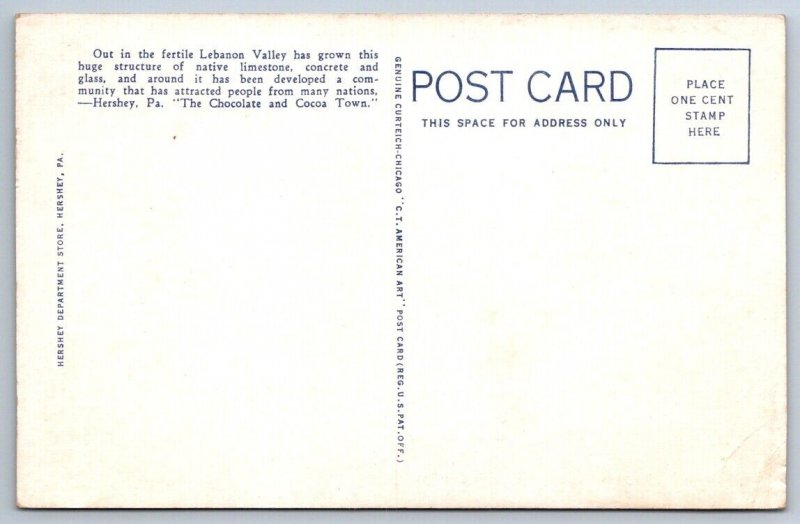 Out in the fertile Lebanon Valley has grown this
huge structure of native limestone, concrete and
glass, and around it has been developed a com-
munity that has attracted people from many nations,
—Hershey, Pa. "The Chocolate and Cocoa Town."
HERSHEY DEPARTMENT STORE, HERSHEY, PA.
GENUINE CURTEICH-CHICAGO "C.T. AMERICAN ART" POST CARD (REG. U.S. PAT. OFF.)
POST CARD
THIS SPACE FOR ADDRESS ONLY
PLACE
ONE CENT
STAMP
HERE